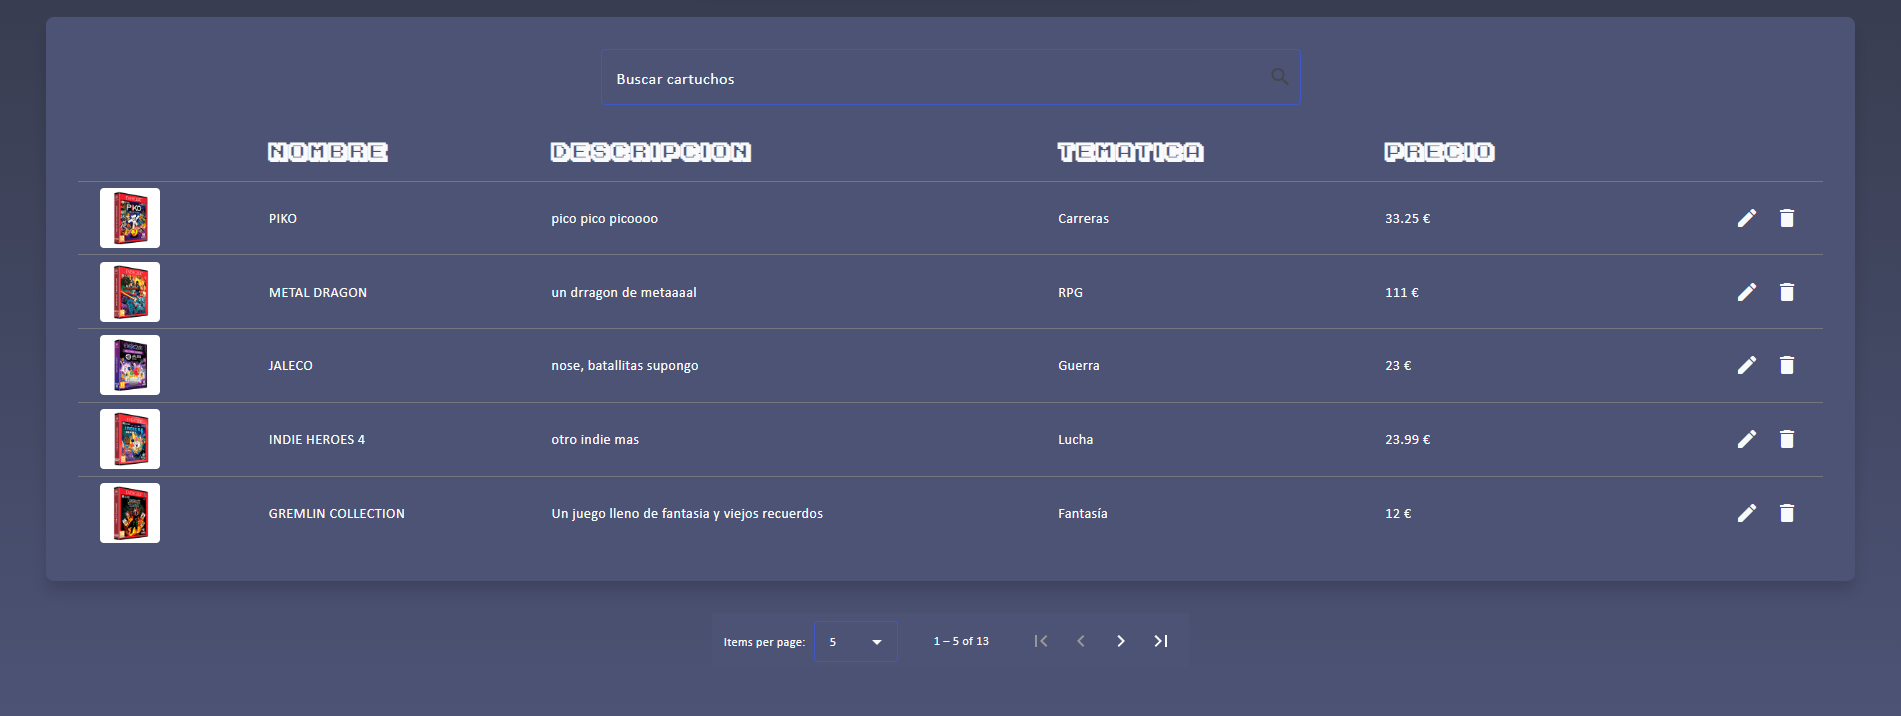 Buscar cartuchos
NOMBRE DESCRIPCION TEMATICA PRECIO
PIKO pico pico picoooo Carreras 33.25 €
METAL DRAGON un drragon de metaaaal RPG 111 €
JALECO nose, batallitas supongo Guerra 23 €
INDIE HEROES 4 otro indie mas Lucha 23.99 €
GREMLIN COLLECTION Un juego lleno de fantasia y viejos recuerdos Fantasía 12 €
Items per page: 5 1 – 5 of 13